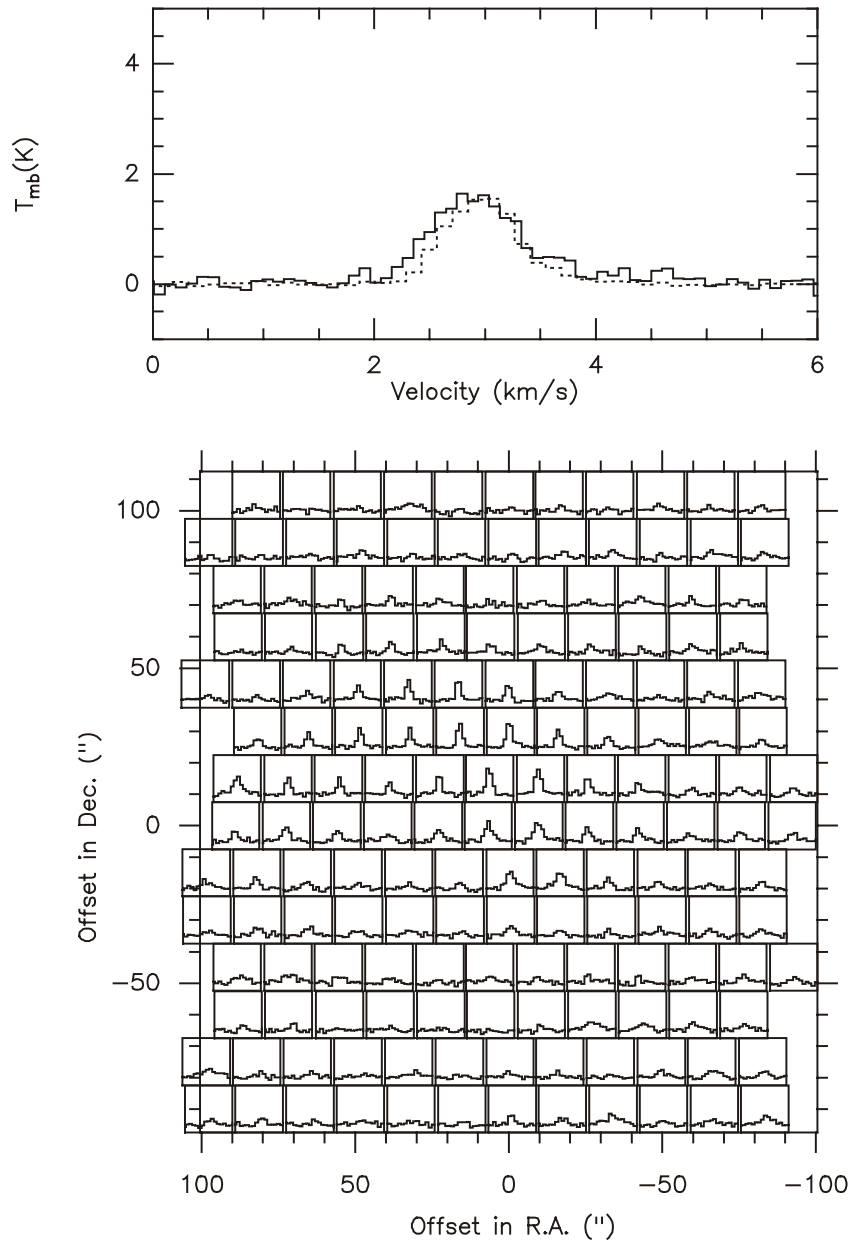 4
2
0
T_mb(K)
0 2 4 6
Velocity (km/s)
100
50
0
−50
Offset in Dec. (")
100 50 0 −50 −100
Offset in R.A. (")